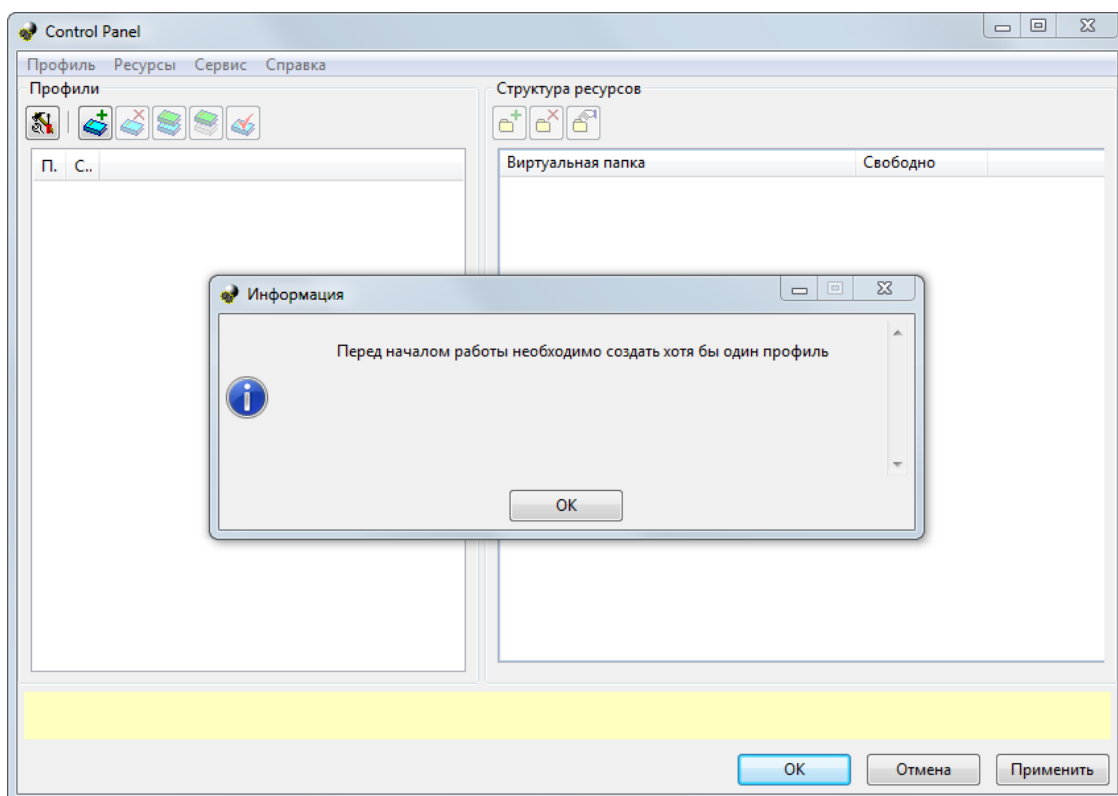 Control Panel
Профиль Ресурсы Сервис Справка
Профили
Структура ресурсов
П. С..
Виртуальная папка Свободно
Информация
Перед началом работы необходимо создать хотя бы один профиль
OK
OK Отмена Применить